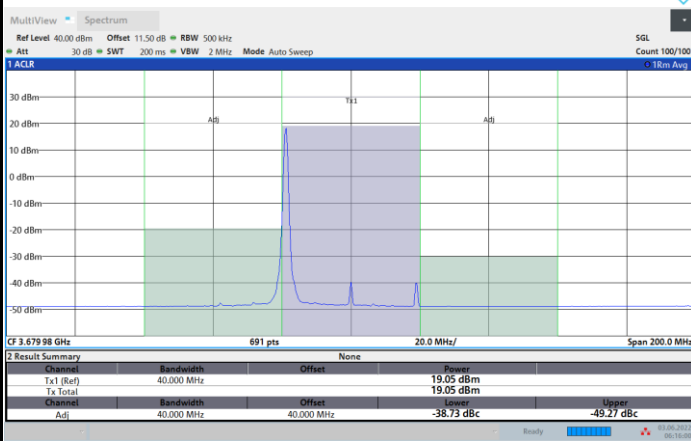 MultiView Spectrum
Ref Level 40.00 dBm Offset 11.50 dB RBW 500 kHz SGL
Att 30 dB SWT 200 ms VBW 2 MHz Mode Auto Sweep Count 100/100
1 ACLR 1Rm Avg
30 dBm
Tx1
20 dBm
Adj Adj
10 dBm
0 dBm
-10 dBm
-20 dBm
-30 dBm
-40 dBm
-50 dBm
CF 3.679 98 GHz 691 pts 20.0 MHz/ Span 200.0 MHz
2 Result Summary None
Channel Bandwidth Offset Power
Tx1 (Ref) 40.000 MHz 19.05 dBm
Tx Total 19.05 dBm
Channel Bandwidth Offset Lower Upper
Adj 40.000 MHz 40.000 MHz -38.73 dBc -49.27 dBc
Ready 03.06.2022